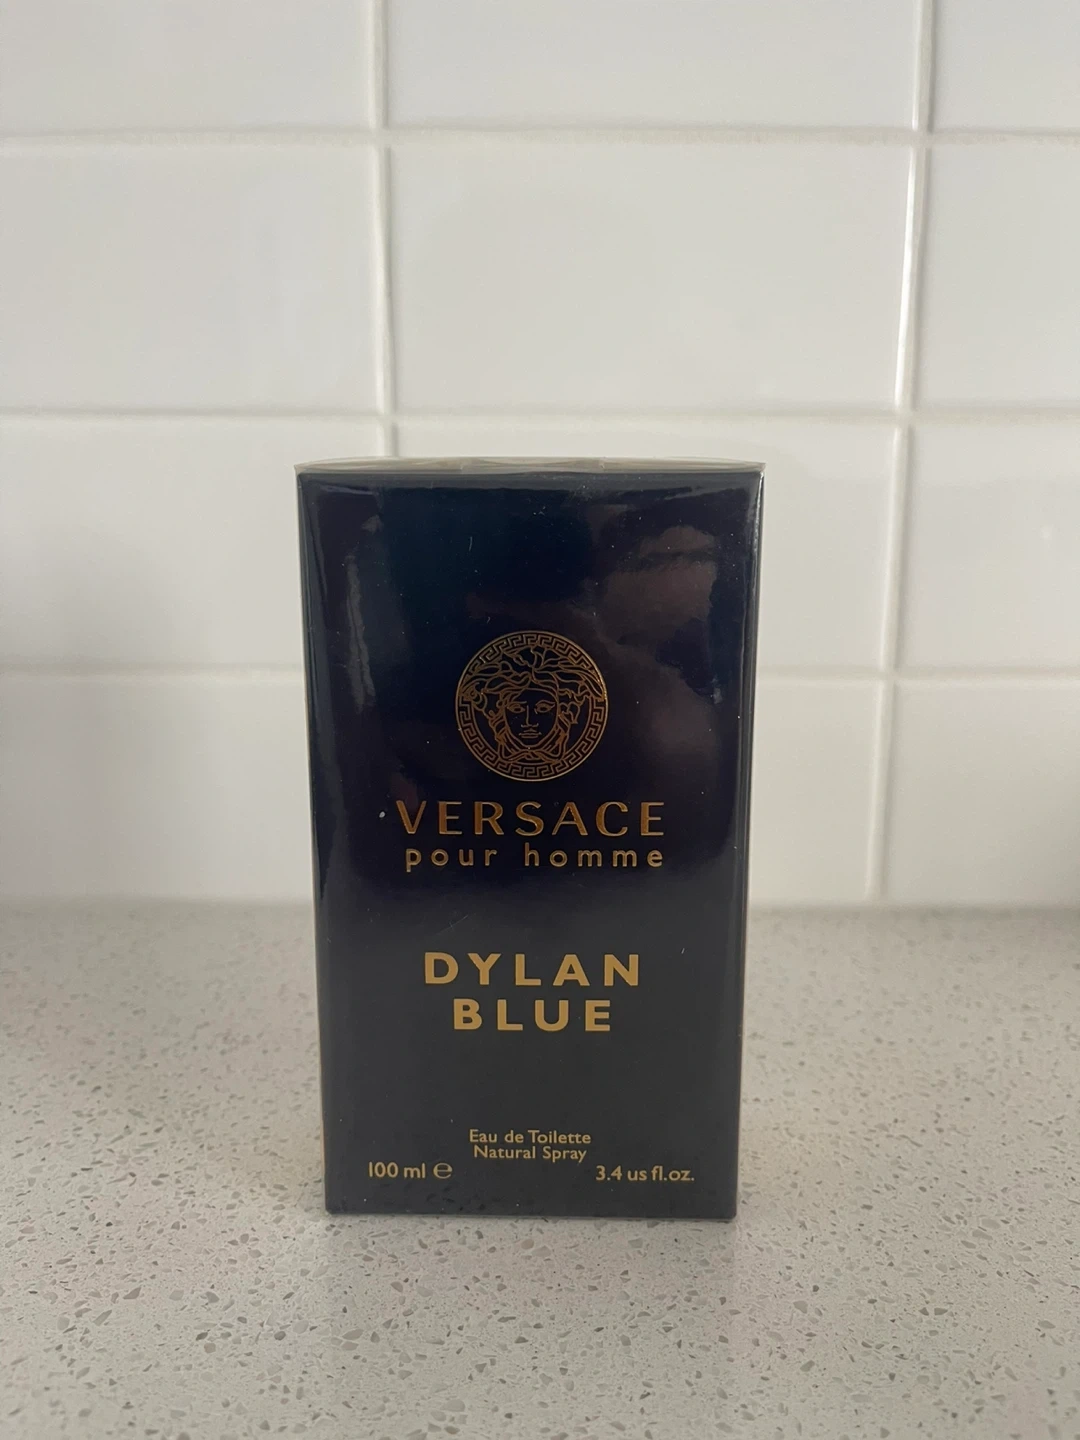 VERSACE
pour homme
DYLAN
BLUE
Eau de Toilette
Natural Spray
100 ml ℮
3.4 us fl.oz.